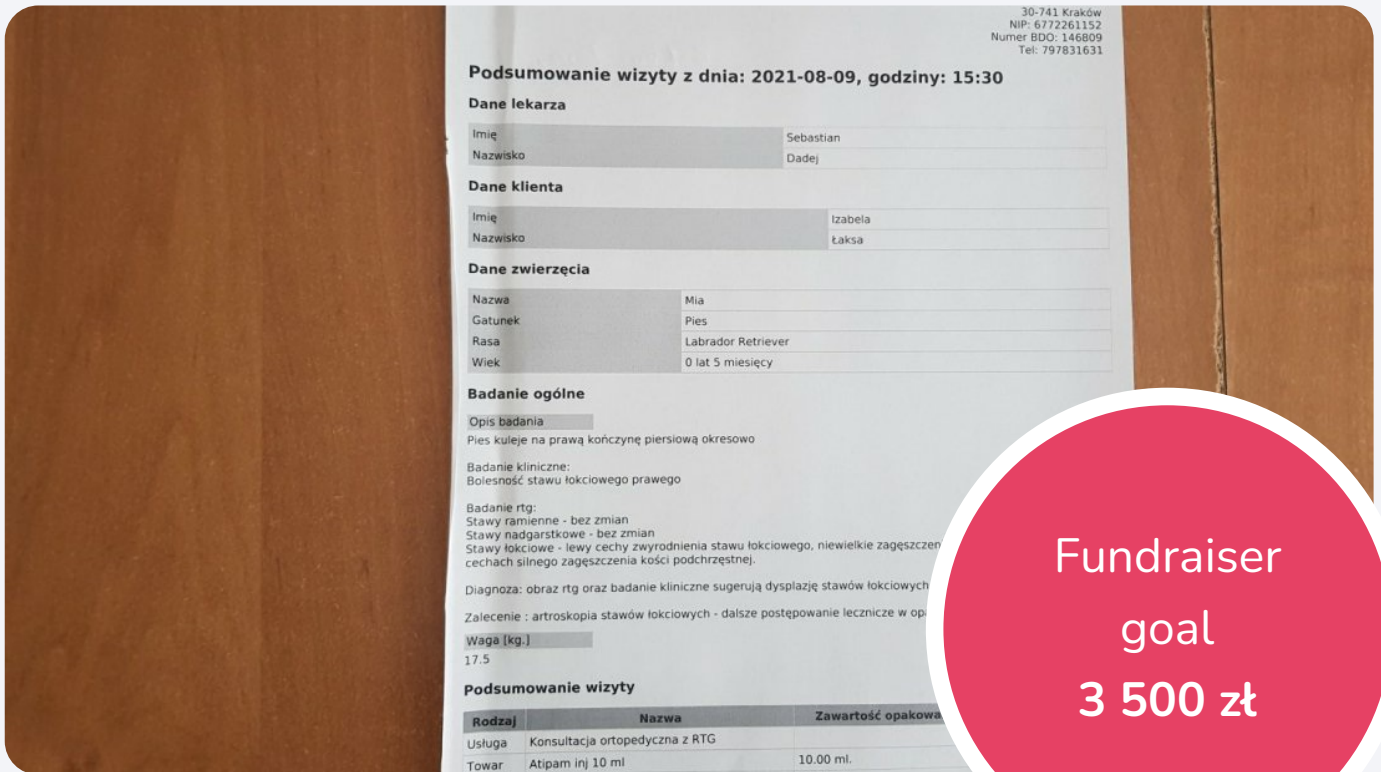 30-741 Kraków
NIP: 6772261152
Numer BDO: 146809
Tel: 797831631
Podsumowanie wizyty z dnia: 2021-08-09, godziny: 15:30
Dane lekarza
Imię Sebastian
Nazwisko Dadej
Dane klienta
Imię Izabela
Nazwisko Łaksa
Dane zwierzęcia
Nazwa Mia
Gatunek Pies
Rasa Labrador Retriever
Wiek 0 lat 5 miesięcy
Badanie ogólne
Opis badania
Pies kuleje na prawą kończynę piersiową okresowo
Badanie kliniczne:
Bolesność stawu łokciowego prawego
Badanie rtg:
Stawy ramienne - bez zmian
Stawy nadgarstkowe - bez zmian
Stawy łokciowe - lewy cechy zwyrodnienia stawu łokciowego, niewielkie
cechach silnego zagęszczenia kości podchrzęstnej.
Diagnoza: obraz rtg oraz badanie kliniczne sugerują dysplazję stawów łokciowych
Zalecenie : artroskopia stawów łokciowych - dalsze postępowanie lecznicze w
Waga [kg.]
17.5
Podsumowanie wizyty
Rodzaj Nazwa Zawartość
Usługa Konsultacja ortopedyczna z RTG
Towar Atipam inj 10 ml 10.00 ml.
Fundraiser
goal
3 500 zł